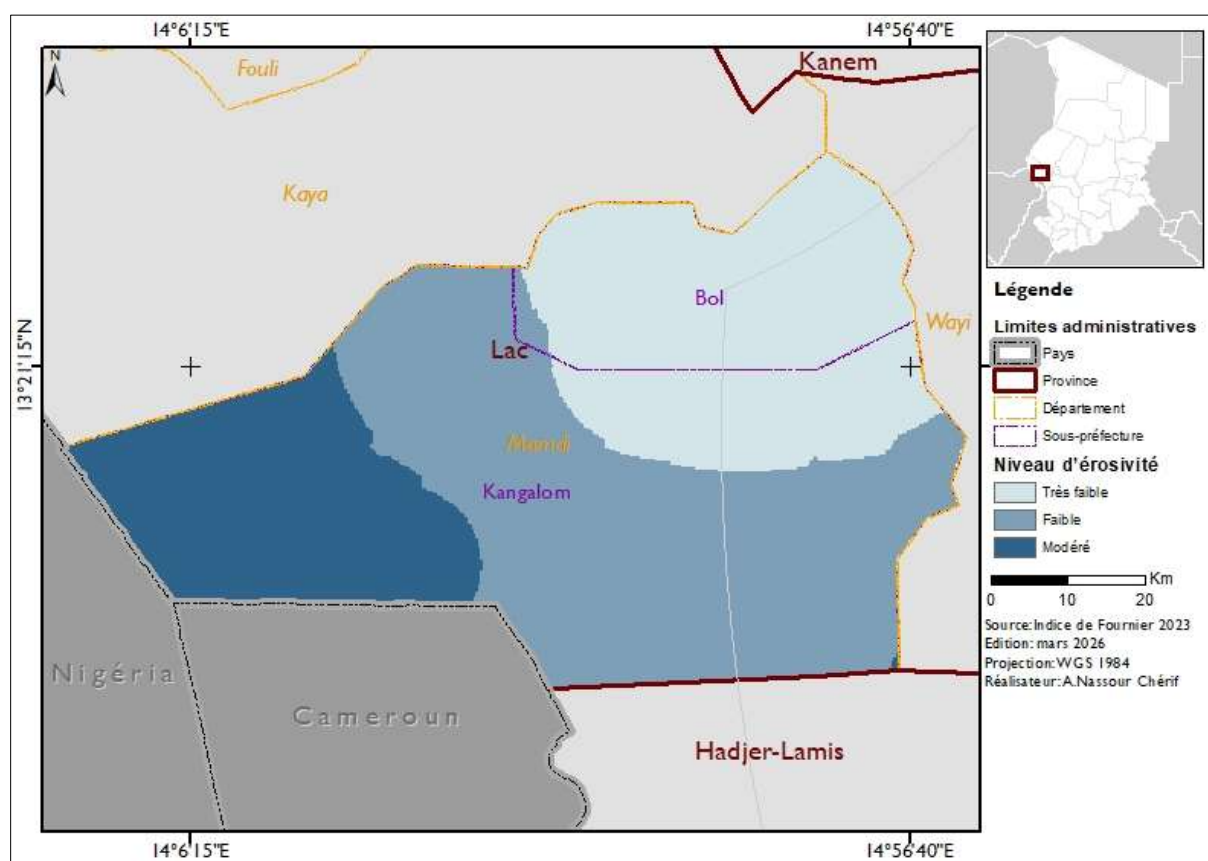 14°6'15"E
14°56'40"E
N
Fouli
Kanem
Kaya
Bol
Wayi
Lac
13°21'15"N
Mamdi
Kangalom
Nigéria
Cameroun
Hadjer-Lamis
14°6'15"E
14°56'40"E
Légende
Limites administratives
Pays
Province
Département
Sous-préfecture
Niveau d'érosivité
Très faible
Faible
Modéré
Km
0 10 20
Source:Indice de Fournier 2023
Edition: mars 2026
Projection:WGS 1984
Réalisateur:A.Nassour Chérif